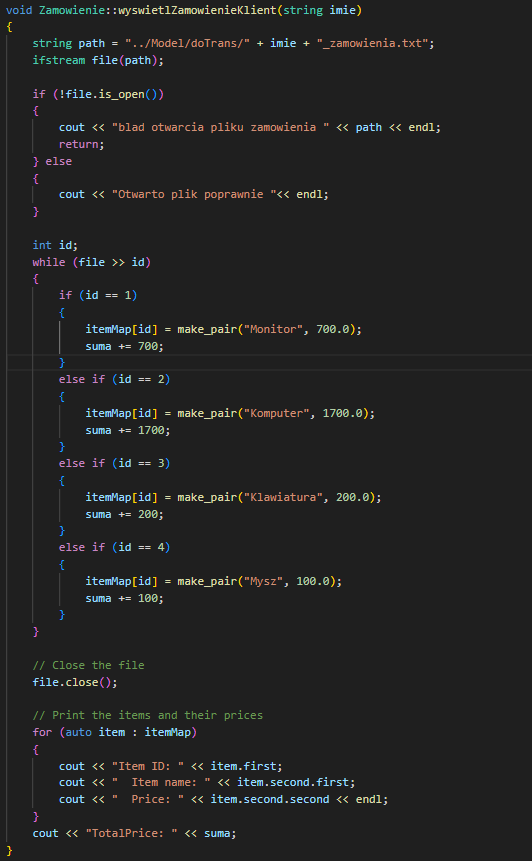 void Zamowienie::wyswietlZamowienieKlient(string imie)
{
    string path = "../Model/doTrans/" + imie + "_zamowienia.txt";
    ifstream file(path);

    if (!file.is_open())
    {
        cout << "blad otwarcia pliku zamowienia " << path << endl;
        return;
    } else
    {
        cout << "Otwarto plik poprawnie "<< endl;
    }

    int id;
    while (file >> id)
    {
        if (id == 1)
        {
            itemMap[id] = make_pair("Monitor", 700.0);
            suma += 700;
        }
        else if (id == 2)
        {
            itemMap[id] = make_pair("Komputer", 1700.0);
            suma += 1700;
        }
        else if (id == 3)
        {
            itemMap[id] = make_pair("Klawiatura", 200.0);
            suma += 200;
        }
        else if (id == 4)
        {
            itemMap[id] = make_pair("Mysz", 100.0);
            suma += 100;
        }
    }

    // Close the file
    file.close();

    // Print the items and their prices
    for (auto item : itemMap)
    {
        cout << "Item ID: " << item.first;
        cout << "  Item name: " << item.second.first;
        cout << "  Price: " << item.second.second << endl;
    }
    cout << "TotalPrice: " << suma;
}